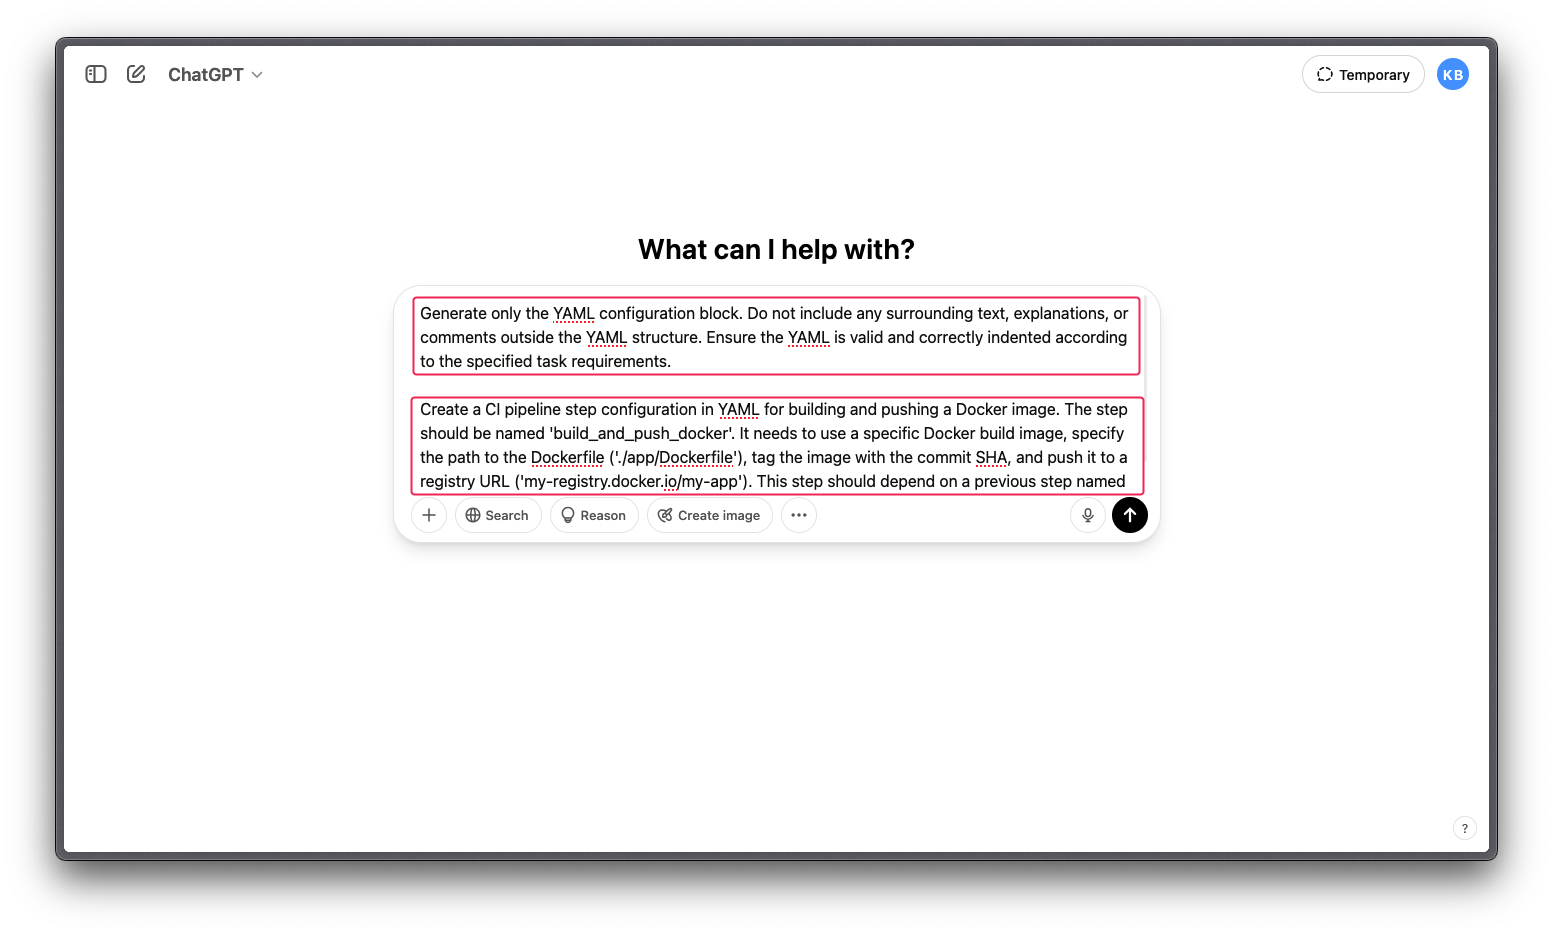 ChatGPT
Temporary
KB
What can I help with?
Generate only the YAML configuration block. Do not include any surrounding text, explanations, or
comments outside the YAML structure. Ensure the YAML is valid and correctly indented according
to the specified task requirements.
Create a CI pipeline step configuration in YAML for building and pushing a Docker image. The step
should be named 'build_and_push_docker'. It needs to use a specific Docker build image, specify
the path to the Dockerfile ('./app/Dockerfile'), tag the image with the commit SHA, and push it to a
registry URL ('my-registry.docker.io/my-app'). This step should depend on a previous step named
Search
Reason
Create image
?